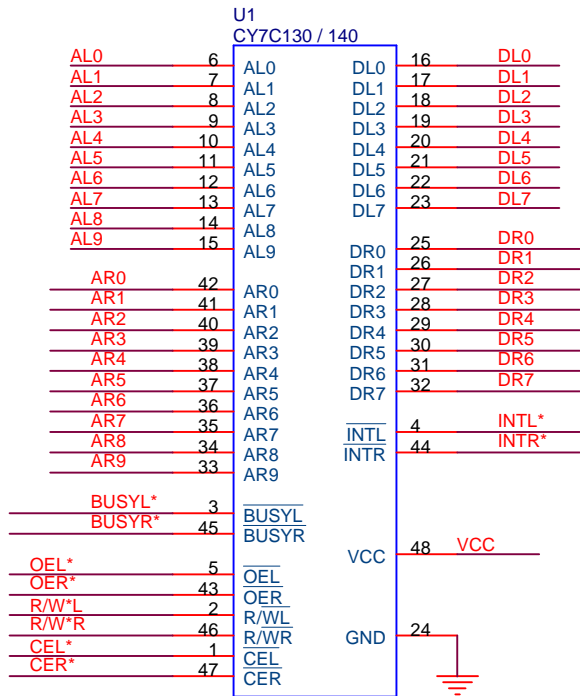 U1
CY7C130 / 140
AL0 6 AL0 DL0 16 DL0
AL1 7 AL1 DL1 17 DL1
AL2 8 AL2 DL2 18 DL2
AL3 9 AL3 DL3 19 DL3
AL4 10 AL4 DL4 20 DL4
AL5 11 AL5 DL5 21 DL5
AL6 12 AL6 DL6 22 DL6
AL7 13 AL7 DL7 23 DL7
AL8 14 AL8
AL9 15 AL9 DR0 25 DR0
DR1 26 DR1
AR0 42 AR0 DR2 27 DR2
AR1 41 AR1 DR3 28 DR3
AR2 40 AR2 DR4 29 DR4
AR3 39 AR3 DR5 30 DR5
AR4 38 AR4 DR6 31 DR6
AR5 37 AR5 DR7 32 DR7
AR6 36 AR6
AR7 35 AR7 INTL 4 INTL*
AR8 34 AR8 INTR 44 INTR*
AR9 33 AR9
BUSYL* 3 BUSYL
BUSYR* 45 BUSYR
VCC 48 VCC
OEL* 5 OEL
OER* 43 OER
R/W*L 2 R/WL
R/W*R 46 R/WR GND 24
CEL* 1 CEL
CER* 47 CER